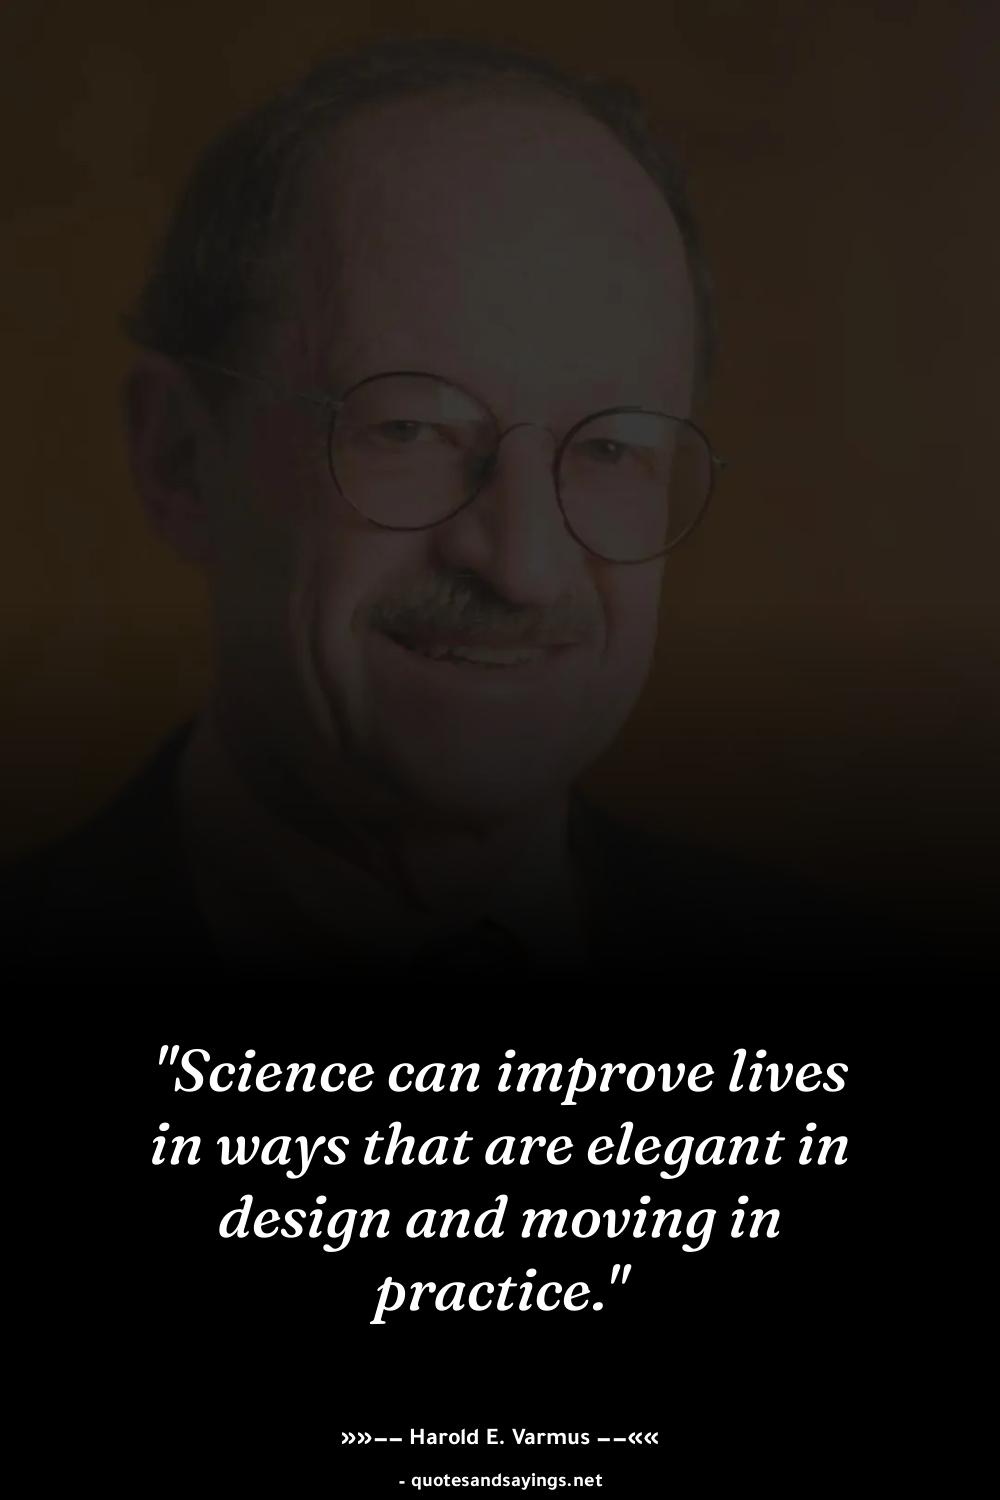 "Science can improve lives
in ways that are elegant in
design and moving in
practice."
»»−− Harold E. Varmus −−««
- quotesandsayings.net